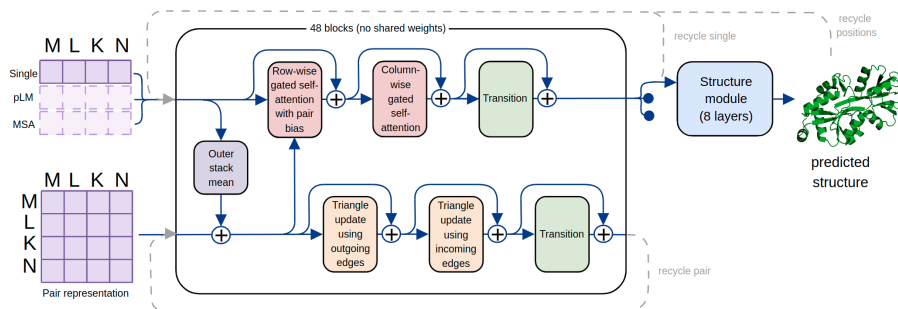 48 blocks (no shared weights)
recycle single
recycle
positions
M L K N
Single
pLM
MSA
Row-wise
gated self-
attention
with pair
bias
Column-
wise
gated
self-
attention
Transition
Structure
module
(8 layers)
predicted
structure
Outer
stack
mean
M L K N
M
L
K
N
Pair representation
Triangle
update
using
outgoing
edges
Triangle
update
using
incoming
edges
Transition
recycle pair